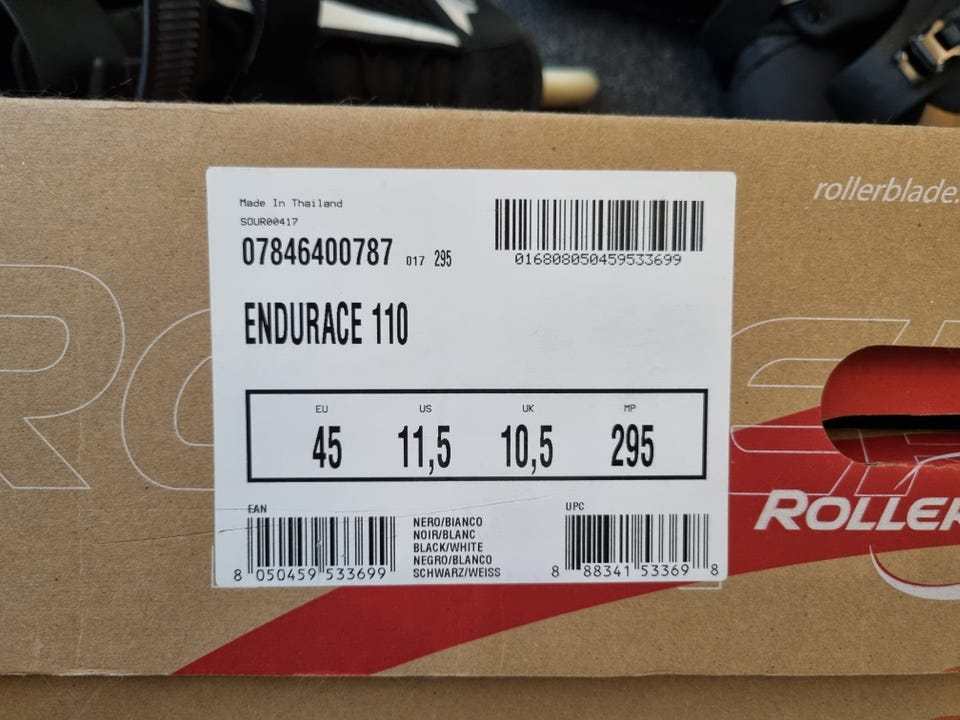 rollerblade.
Made In Thailand
SOUR00417
07846400787 017 295
016808050459533699
ENDURACE 110
EU US UK MP
45 11,5 10,5 295
EAN
8 050459 533699
NERO/BIANCO
NOIR/BLANC
BLACK/WHITE
NEGRO/BLANCO
SCHWARZ/WEISS
UPC
8 88341 53369 8
ROLLER